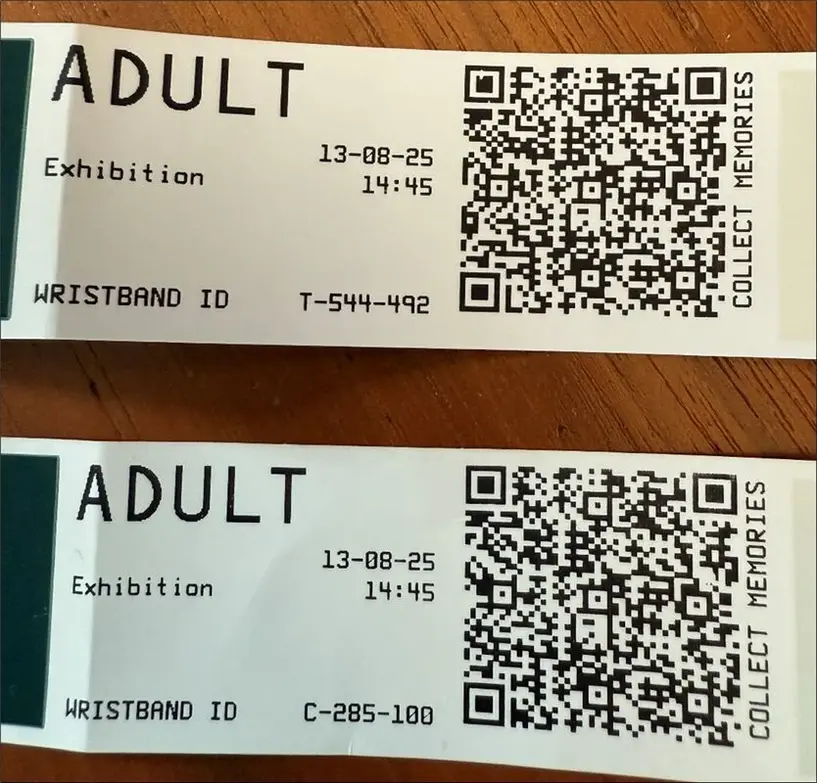 ADULT
13-08-25
Exhibition
14:45
WRISTBAND ID T-544-492
COLLECT MEMORIES
ADULT
13-08-25
Exhibition
14:45
WRISTBAND ID C-285-100
COLLECT MEMORIES